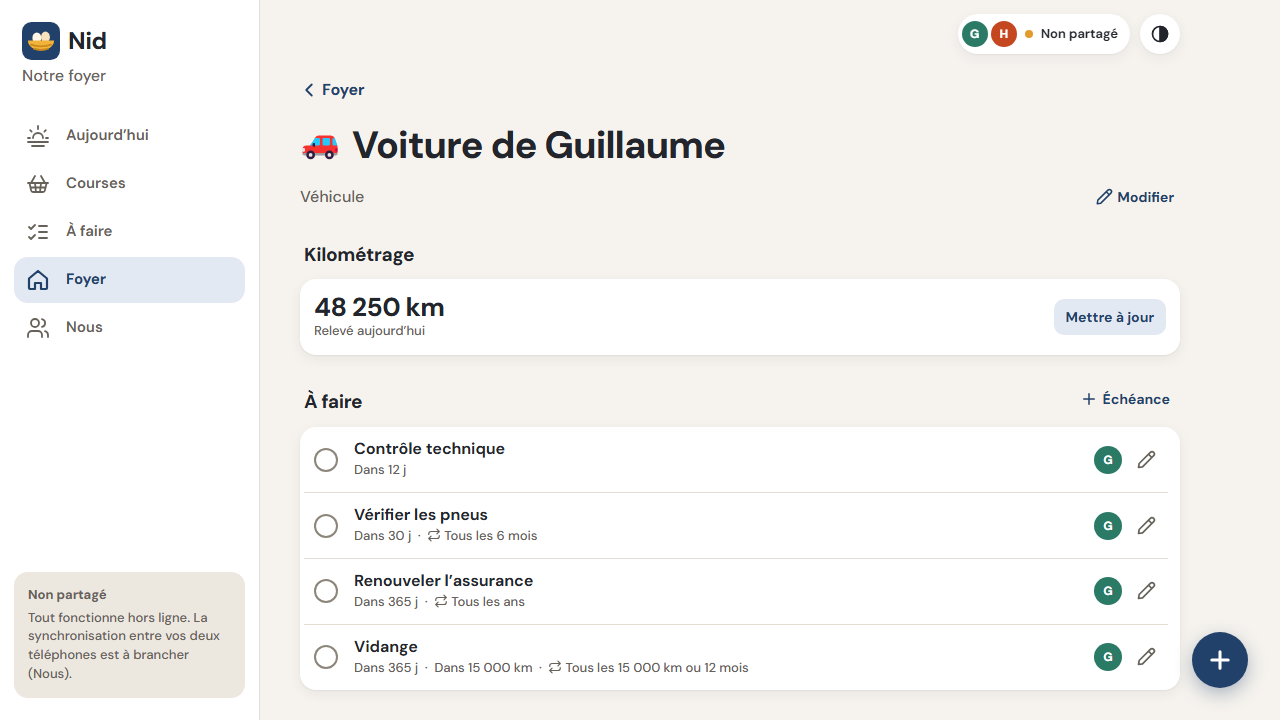 Nid
Notre foyer
Aujourd’hui
Courses
À faire
Foyer
Nous
Non partagé
Tout fonctionne hors ligne. La
synchronisation entre vos deux
téléphones est à brancher
(Nous).
G H Non partagé
Foyer
Voiture de Guillaume
Véhicule
Modifier
Kilométrage
48 250 km
Relevé aujourd’hui
Mettre à jour
À faire
Échéance
Contrôle technique
Dans 12 j
G
Vérifier les pneus
Dans 30 j · Tous les 6 mois
G
Renouveler l’assurance
Dans 365 j · Tous les ans
G
Vidange
Dans 365 j · Dans 15 000 km · Tous les 15 000 km ou 12 mois
G